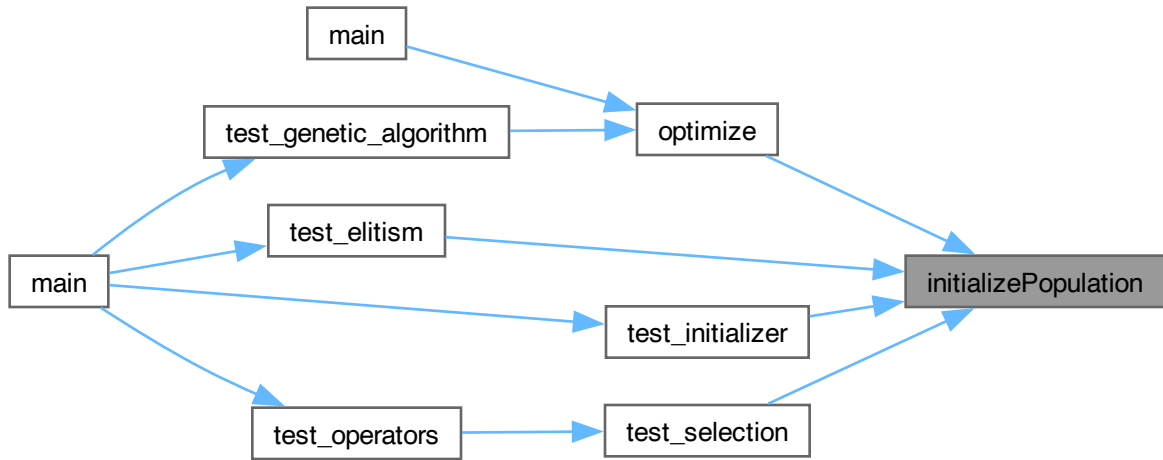 main
test_genetic_algorithm
optimize
test_elitism
main
initializePopulation
test_initializer
test_operators
test_selection